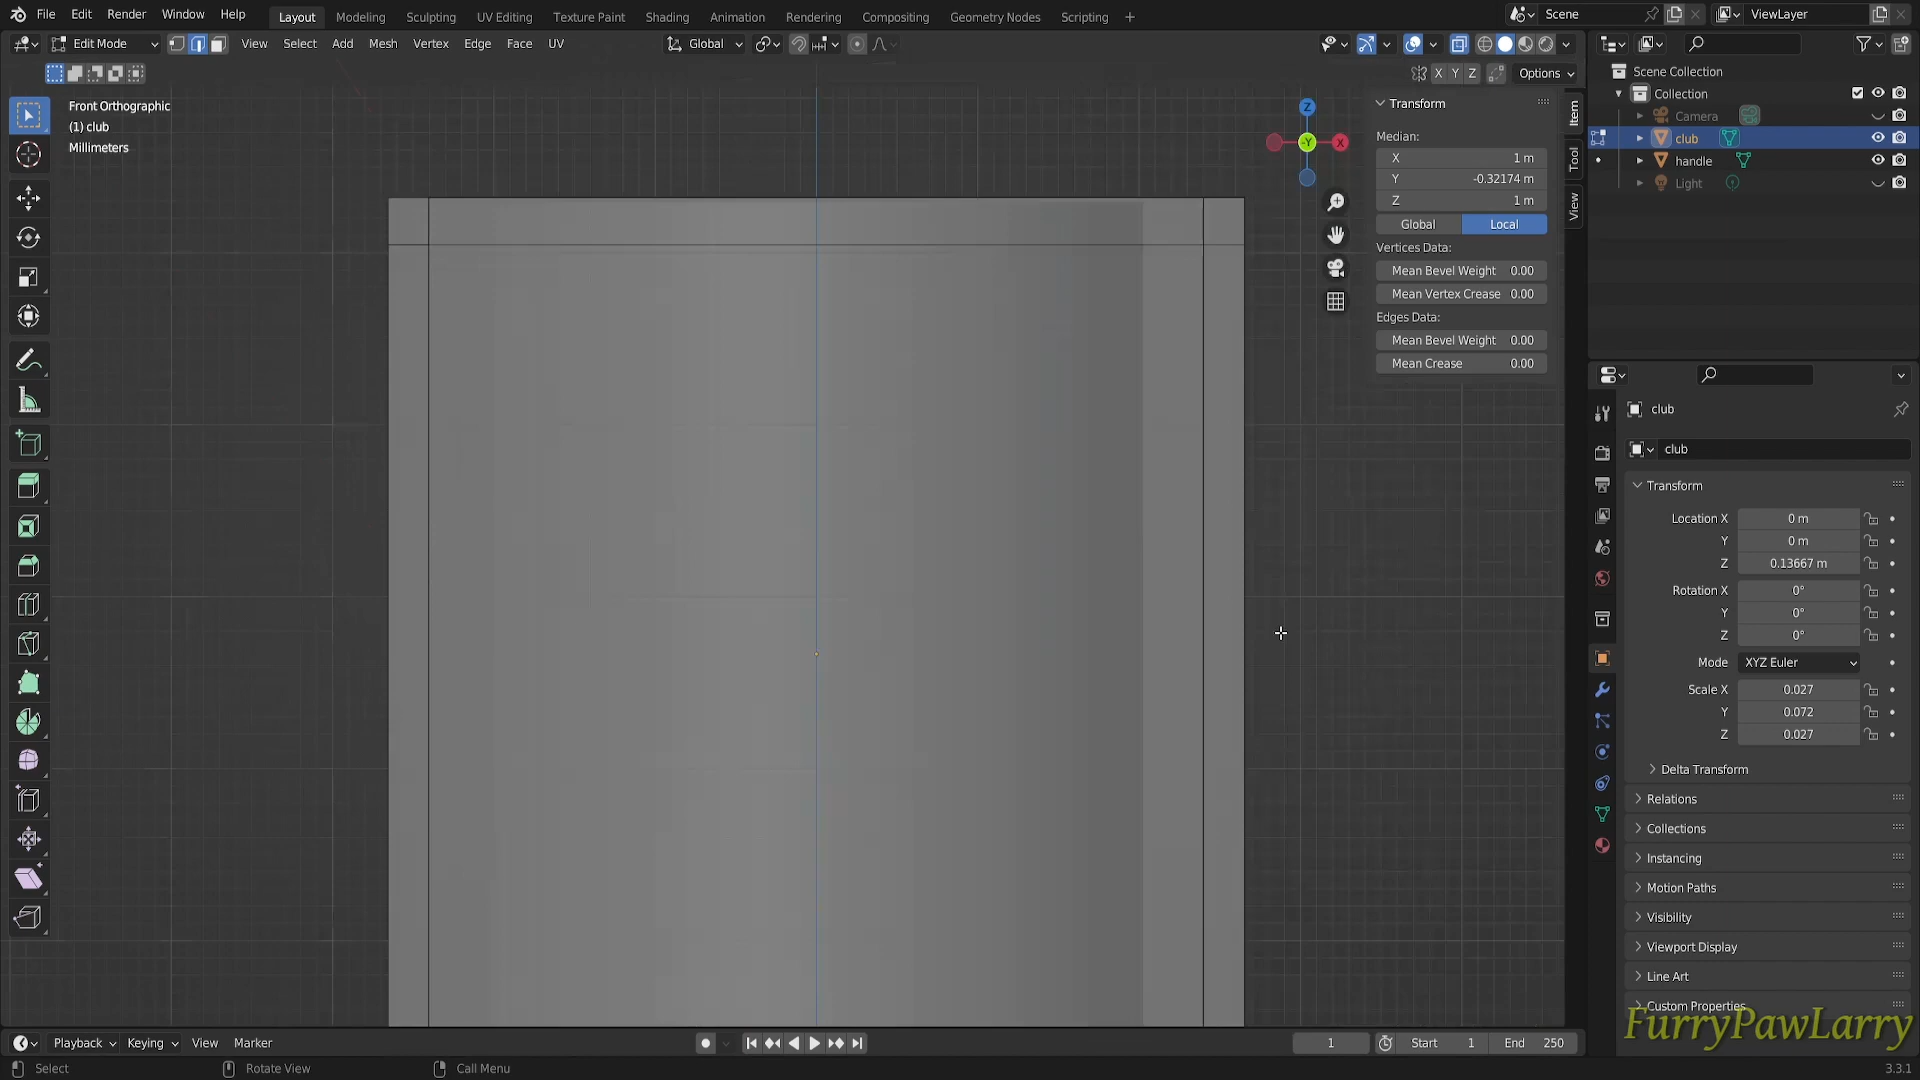 File Edit Render Window Help Layout Modeling Sculpting UV Editing Texture Paint Shading Animation Rendering Compositing Geometry Nodes Scripting + Scene ViewLayer
Edit Mode View Select Add Mesh Vertex Edge Face UV Global
X Y Z Options
Front Orthographic
(1) club
Millimeters
Z
-Y
X
Transform
Median:
X 1 m
Y -0.32174 m
Z 1 m
Global Local
Vertices Data:
Mean Bevel Weight 0.00
Mean Vertex Crease 0.00
Edges Data:
Mean Bevel Weight 0.00
Mean Crease 0.00
Item
Tool
View
Scene Collection
Collection
Camera
club
handle
Light
club
club
Transform
Location X 0 m
Y 0 m
Z 0.13667 m
Rotation X 0°
Y 0°
Z 0°
Mode XYZ Euler
Scale X 0.027
Y 0.072
Z 0.027
Delta Transform
Relations
Collections
Instancing
Motion Paths
Visibility
Viewport Display
Line Art
Custom Properties
FurryPawLarry
Playback Keying View Marker 1 Start 1 End 250
Select Rotate View Call Menu 3.3.1